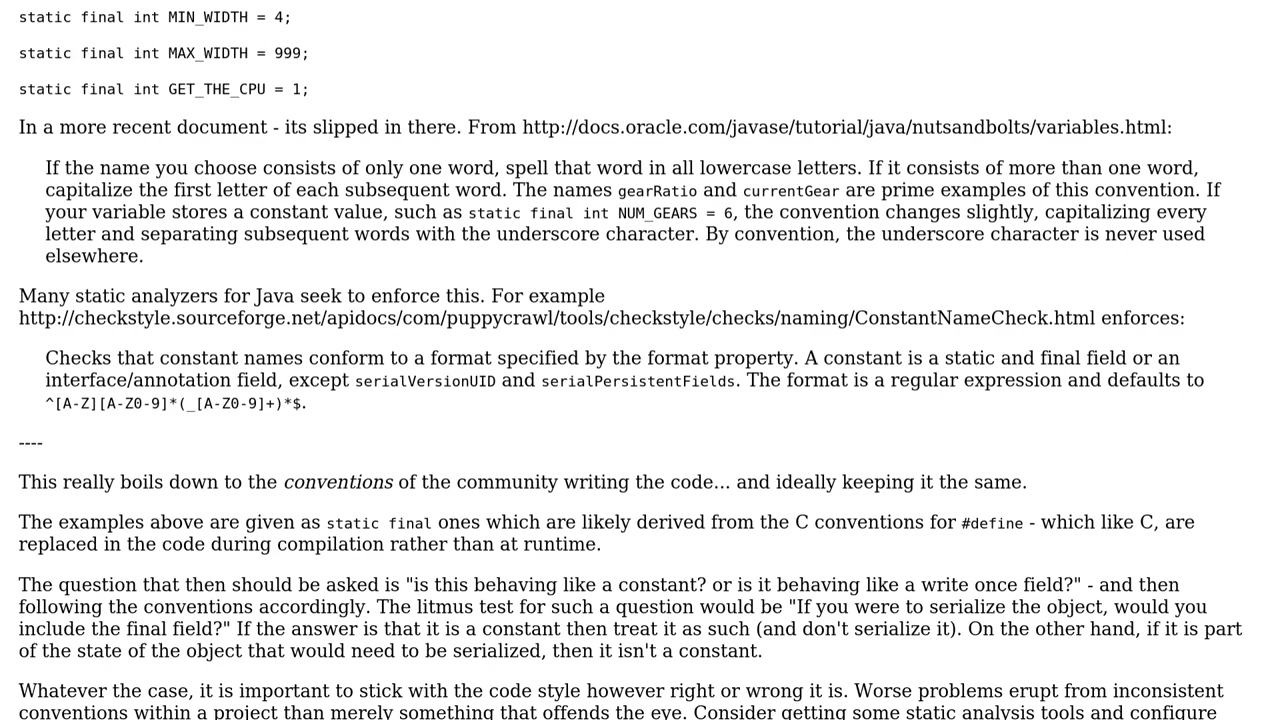 static final int MIN_WIDTH = 4;
static final int MAX_WIDTH = 999;
static final int GET_THE_CPU = 1;
In a more recent document - its slipped in there. From http://docs.oracle.com/javase/tutorial/java/nutsandbolts/variables.html:
If the name you choose consists of only one word, spell that word in all lowercase letters. If it consists of more than one word,
capitalize the first letter of each subsequent word. The names gearRatio and currentGear are prime examples of this convention. If
your variable stores a constant value, such as static final int NUM_GEARS = 6, the convention changes slightly, capitalizing every
letter and separating subsequent words with the underscore character. By convention, the underscore character is never used
elsewhere.
Many static analyzers for Java seek to enforce this. For example
http://checkstyle.sourceforge.net/apidocs/com/puppycrawl/tools/checkstyle/checks/naming/ConstantNameCheck.html enforces:
Checks that constant names conform to a format specified by the format property. A constant is a static and final field or an
interface/annotation field, except serialVersionUID and serialPersistentFields. The format is a regular expression and defaults to
^[A-Z][A-Z0-9]*(_[A-Z0-9]+)*$.
----
This really boils down to the conventions of the community writing the code... and ideally keeping it the same.
The examples above are given as static final ones which are likely derived from the C conventions for #define - which like C, are
replaced in the code during compilation rather than at runtime.
The question that then should be asked is "is this behaving like a constant? or is it behaving like a write once field?" - and then
following the conventions accordingly. The litmus test for such a question would be "If you were to serialize the object, would you
include the final field?" If the answer is that it is a constant then treat it as such (and don't serialize it). On the other hand, if it is part
of the state of the object that would need to be serialized, then it isn't a constant.
Whatever the case, it is important to stick with the code style however right or wrong it is. Worse problems erupt from inconsistent
conventions within a project than merely something that offends the eye. Consider getting some static analysis tools and configure